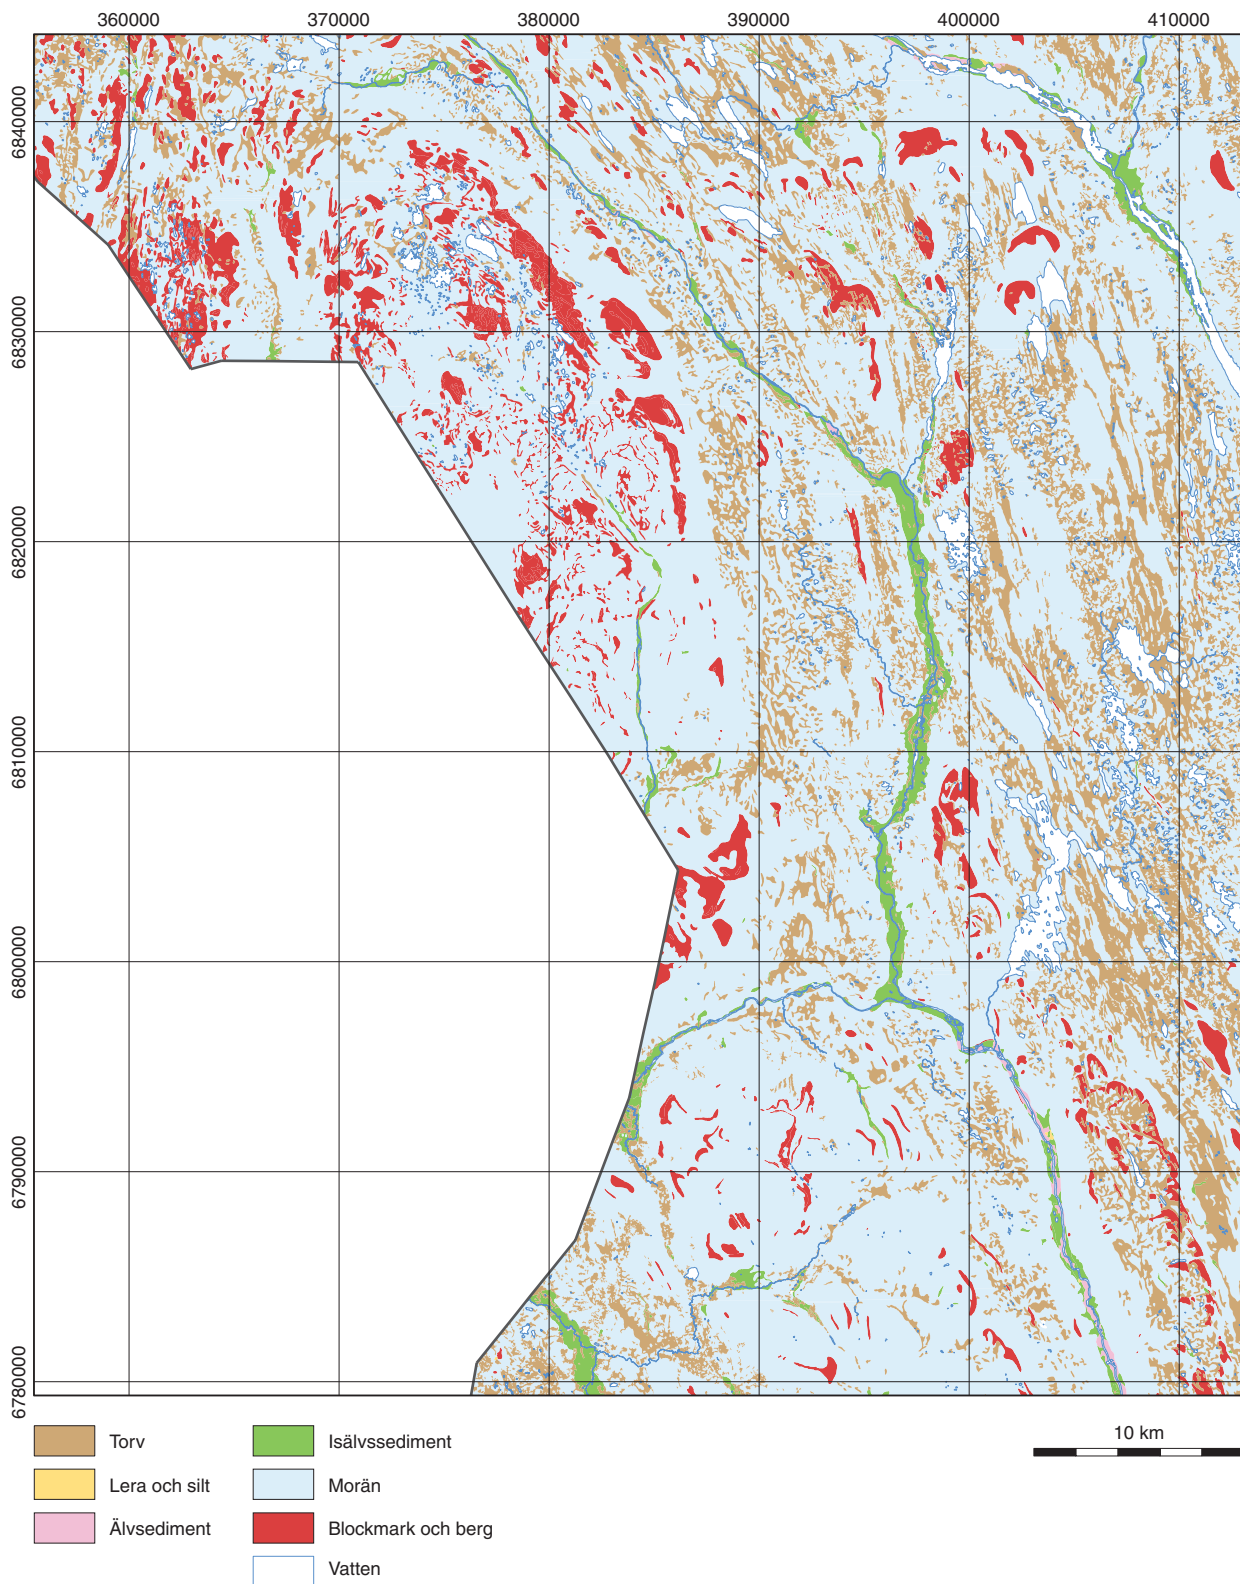 360000 370000 380000 390000 4000000 410000
6840000
6830000
6820000
6810000
6800000
6790000
6780000
Torv
Lera och silt
Älvsediment
Isälvssediment
Morän
Blockmark och berg
Vatten
10 km